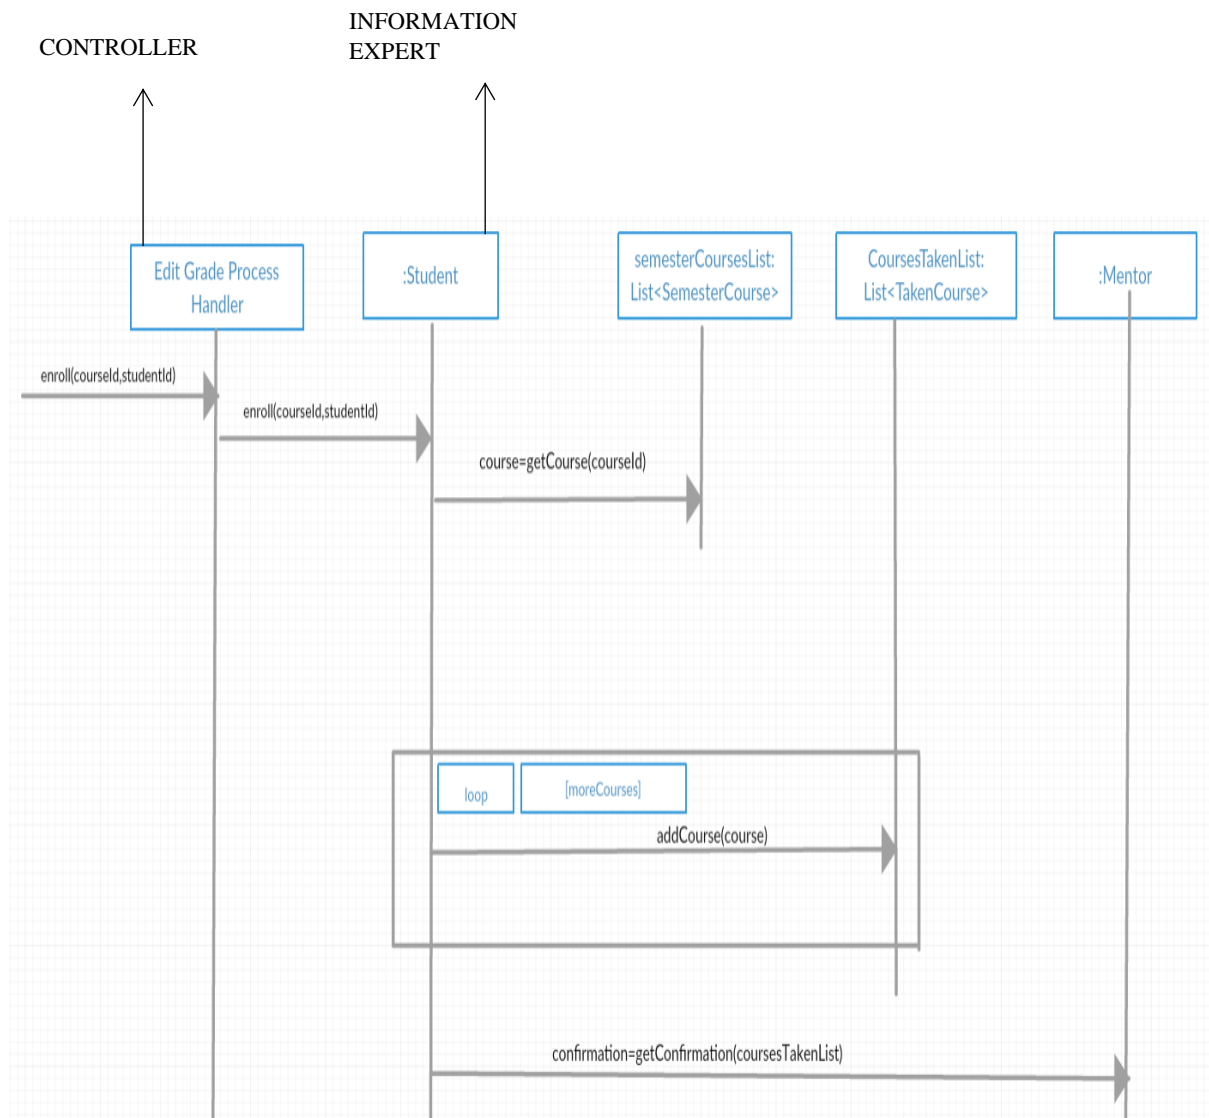 INFORMATION
EXPERT
CONTROLLER
Edit Grade Process
Handler
:Student
semesterCoursesList:
List<SemesterCourse>
CoursesTakenList:
List<TakenCourse>
:Mentor
enroll(courseId,studentId)
enroll(courseId,studentId)
course=getCourse(courseId)
loop
[moreCourses]
addCourse(course)
confirmation=getConfirmation(coursesTakenList)